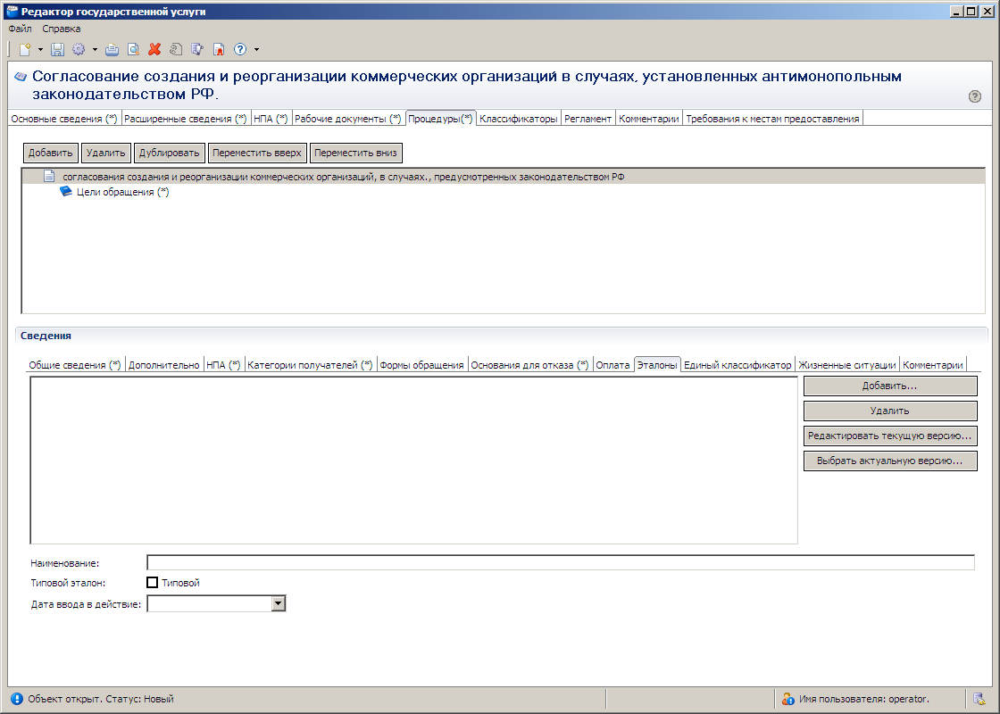 Редактор государственной услуги
Файл Справка
Согласование создания и реорганизации коммерческих организаций в случаях, установленных антимонопольным
законодательством РФ.
Основные сведения (*) Расширенные сведения (*) НПА (*) Рабочие документы (*) Процедуры(*) Классификаторы Регламент Комментарии Требования к местам предоставления
Добавить Удалить Дублировать Переместить вверх Переместить вниз
согласования создания и реорганизации коммерческих организаций, в случаях., предусмотренных законодательством РФ
Цели обращения (*)
Сведения
Общие сведения (*) Дополнительно НПА (*) Категории получателей (*) Формы обращения Основания для отказа (*) Оплата Эталоны Единый классификатор Жизненные ситуации Комментарии
Добавить...
Удалить
Редактировать текущую версию...
Выбрать актуальную версию...
Наименование:
Типовой эталон: Типовой
Дата ввода в действие:
Объект открыт. Статус: Новый Имя пользователя: operator.